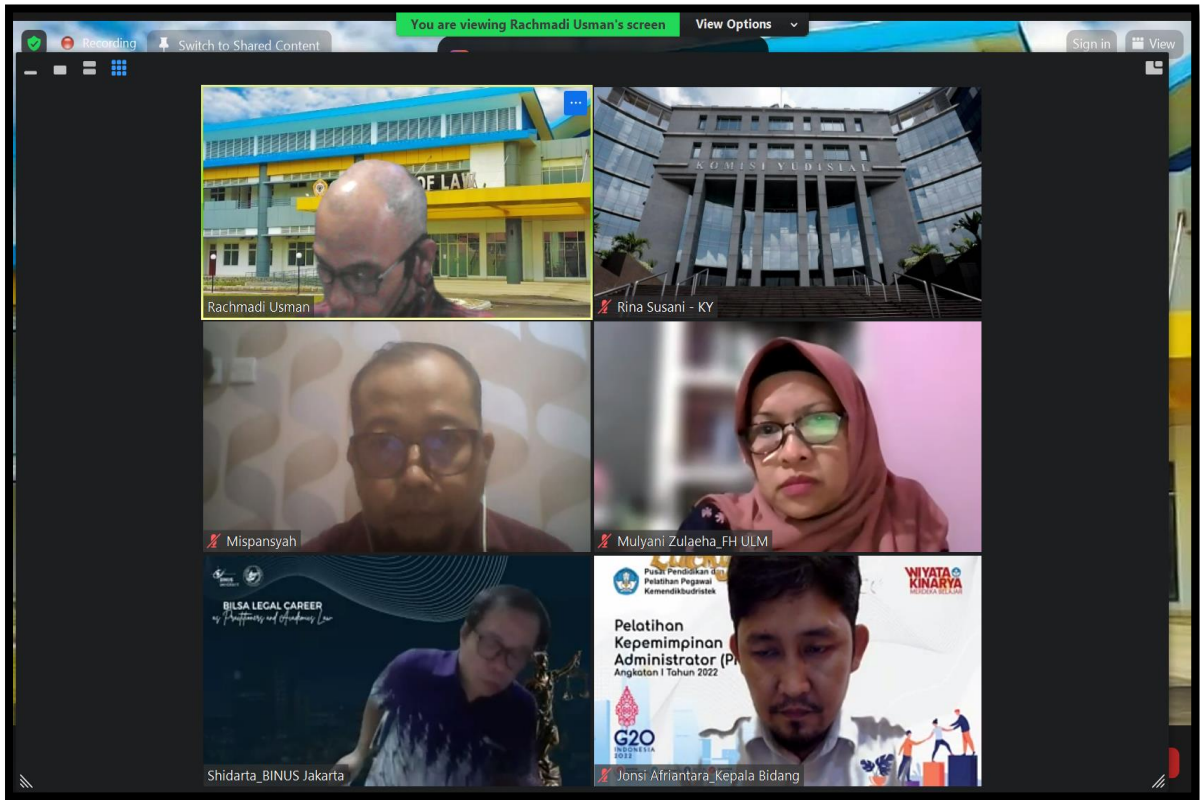 You are viewing Rachmadi Usman's screen
View Options
Recording
Switch to Shared Content
Sign in
View
OF LAW
Rachmadi Usman
KOMISI YUDISIAL
Rina Susani - KY
Mispansyah
Mulyani Zulaeha_FH ULM
BINUS
BILSA LEGAL CAREER
as Practitioners and Academics Law
Shidarta_BINUS Jakarta
Pusat Pendidikan dan
Pelatihan Pegawai
Kemendikbudristek
WIYATA
KINARYA
MERDEKA BELAJAR
Pelatihan
Kepemimpinan
Administrator (P
Angkatan I Tahun 2022
G20
INDONESIA
2022
Jonsi Afriantara_Kepala Bidang